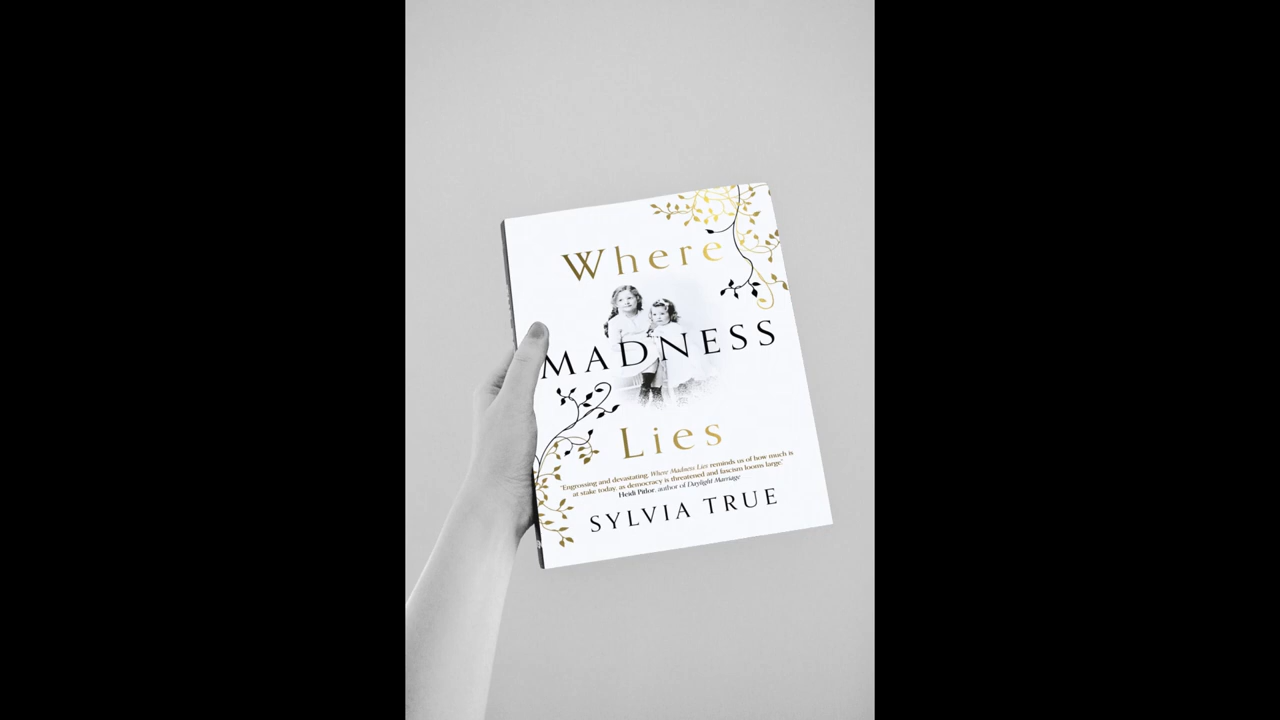 Where
MADNESS
Lies
"Engrossing and devastating, Where Madness Lies reminds us of how much is
at stake today, as democracy is threatened and fascism looms large."
Heidi Pitlor, author of Daylight Marriage
SYLVIA TRUE